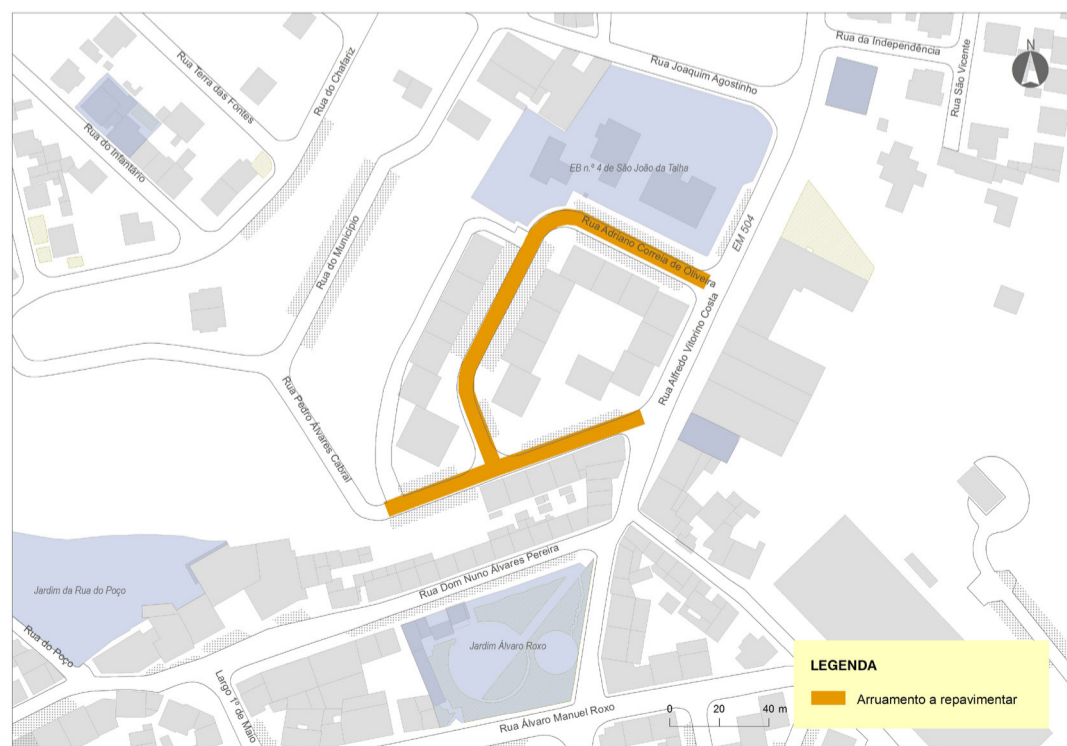 Rua da Independência
Rua São Vicente
N
Rua Joaquim Agostinho
Rua Terra das Fontes
Rua do Chafariz
Rua do Infantário
EB n.º 4 de São João da Talha
Rua do Município
Rua Adriano Correia de Oliveira
EM 504
Rua Alfredo Vitorino Costa
Rua Pedro Álvares Cabral
Rua Dom Nuno Álvares Pereira
Jardim da Rua do Poço
Rua do Poço
Jardim Álvaro Roxo
Largo 1º de Maio
Rua Álvaro Manuel Roxo
0 20 40 m
LEGENDA
Arruamento a repavimentar